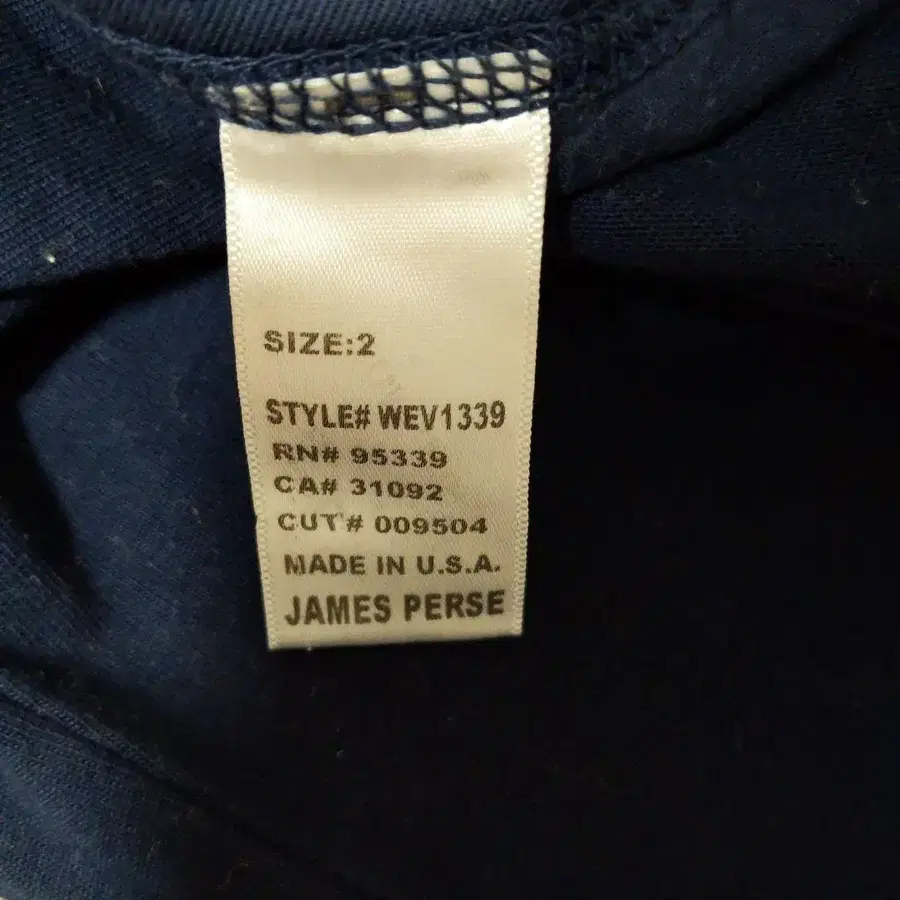 SIZE:2
STYLE# WEV1339
RN# 95339
CA# 31092
CUT# 009504
MADE IN U.S.A.
JAMES PERSE